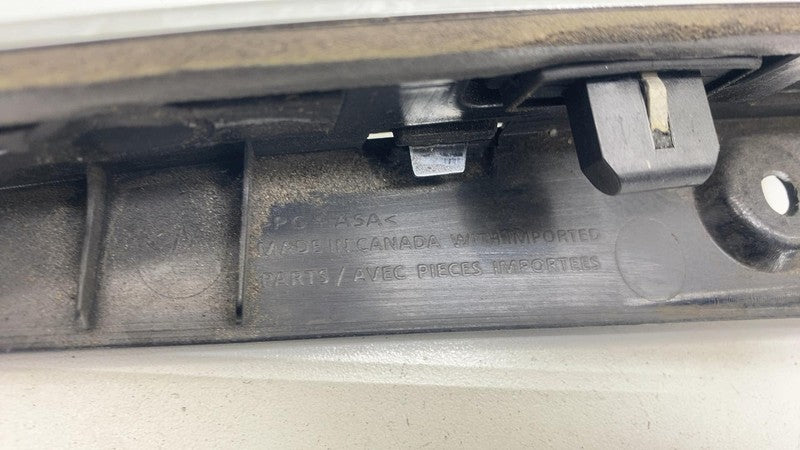 PC+ASA<
MADE IN CANADA WITH IMPORTED
PARTS / AVEC PIECES IMPORTEES